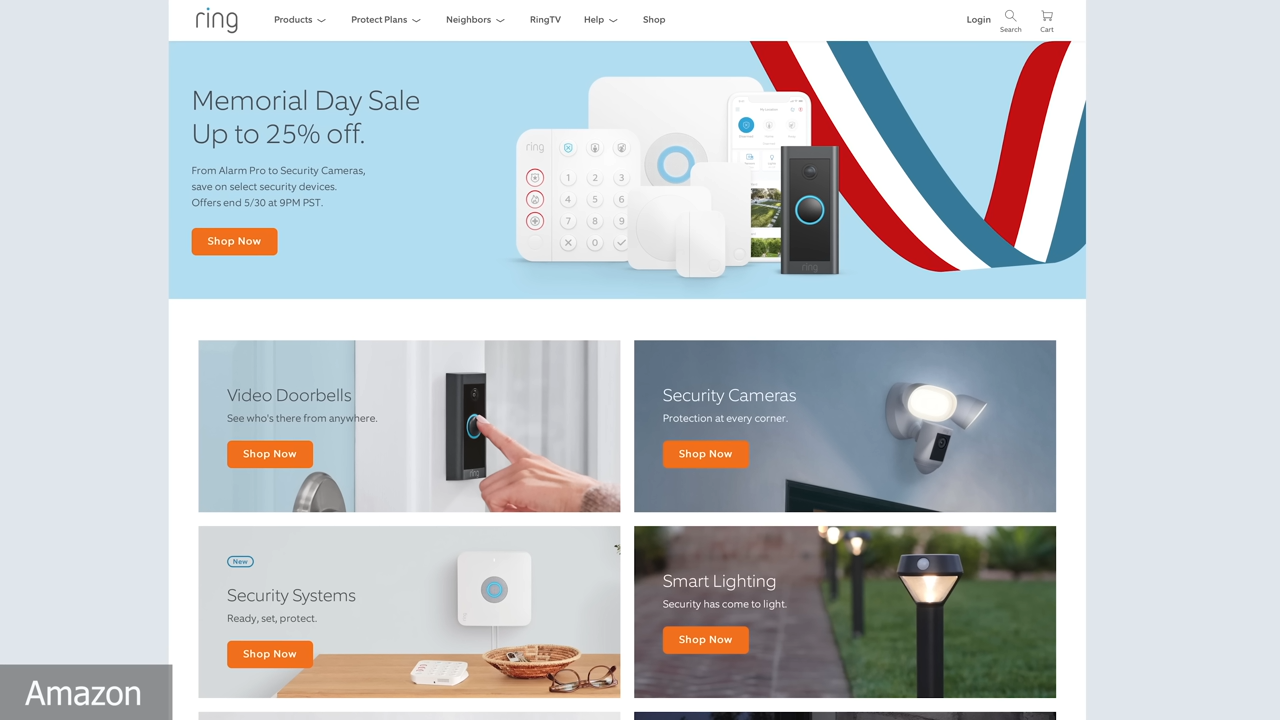 ring
Products
Protect Plans
Neighbors
RingTV
Help
Shop
Login
Search
Cart
Memorial Day Sale
Up to 25% off.
From Alarm Pro to Security Cameras,
save on select security devices.
Offers end 5/30 at 9PM PST.
Shop Now
ring
1 2 3
4 5 6
7 8 9
0
ring
Video Doorbells
See who's there from anywhere.
Shop Now
ring
Security Cameras
Protection at every corner.
Shop Now
New
Security Systems
Ready, set, protect.
Shop Now
Smart Lighting
Security has come to light.
Shop Now
Amazon